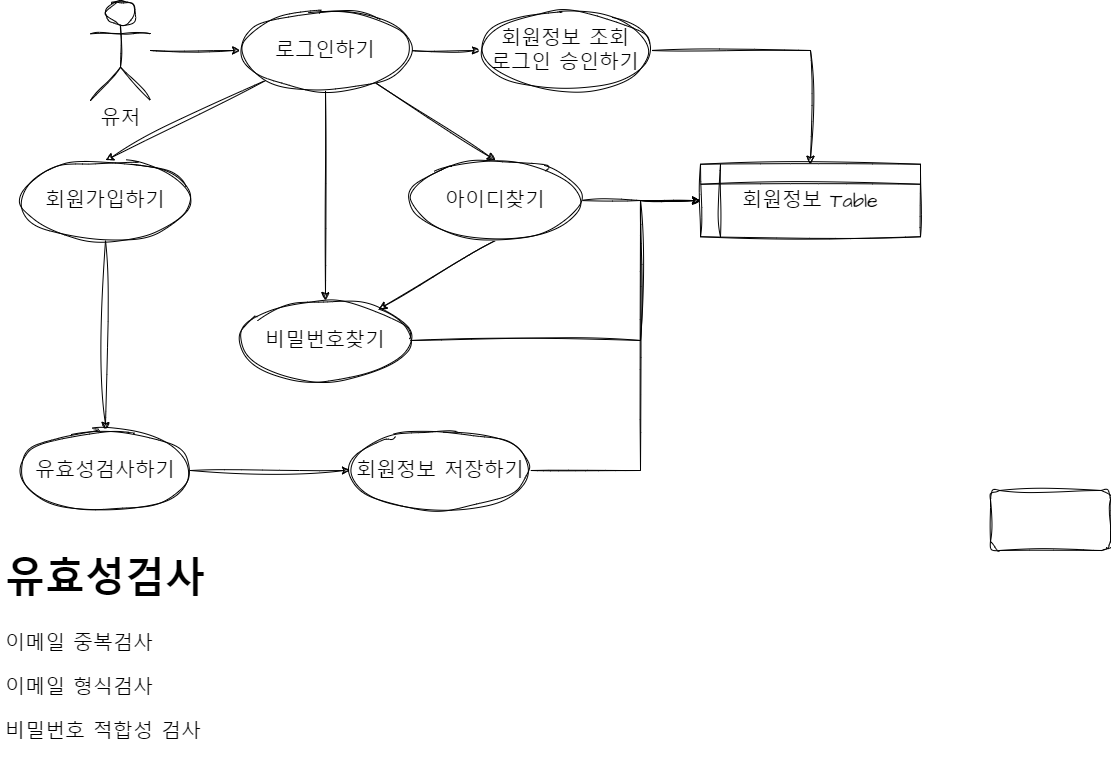 로그인하기
회원정보 조회
로그인 승인하기
유저
회원가입하기
아이디찾기
회원정보 Table
비밀번호찾기
유효성검사하기
회원정보 저장하기
유효성검사
이메일 중복검사
이메일 형식검사
비밀번호 적합성 검사